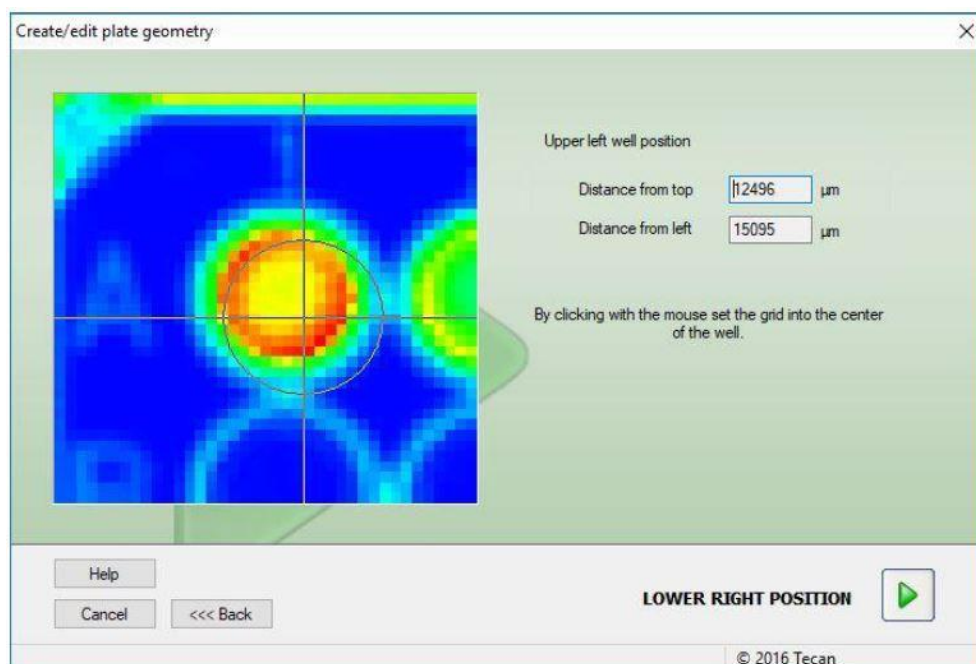 Create/edit plate geometry
Upper left well position
Distance from top 12496 µm
Distance from left 15095 µm
By clicking with the mouse set the grid into the center
of the well.
Help
Cancel <<< Back
LOWER RIGHT POSITION
© 2016 Tecan